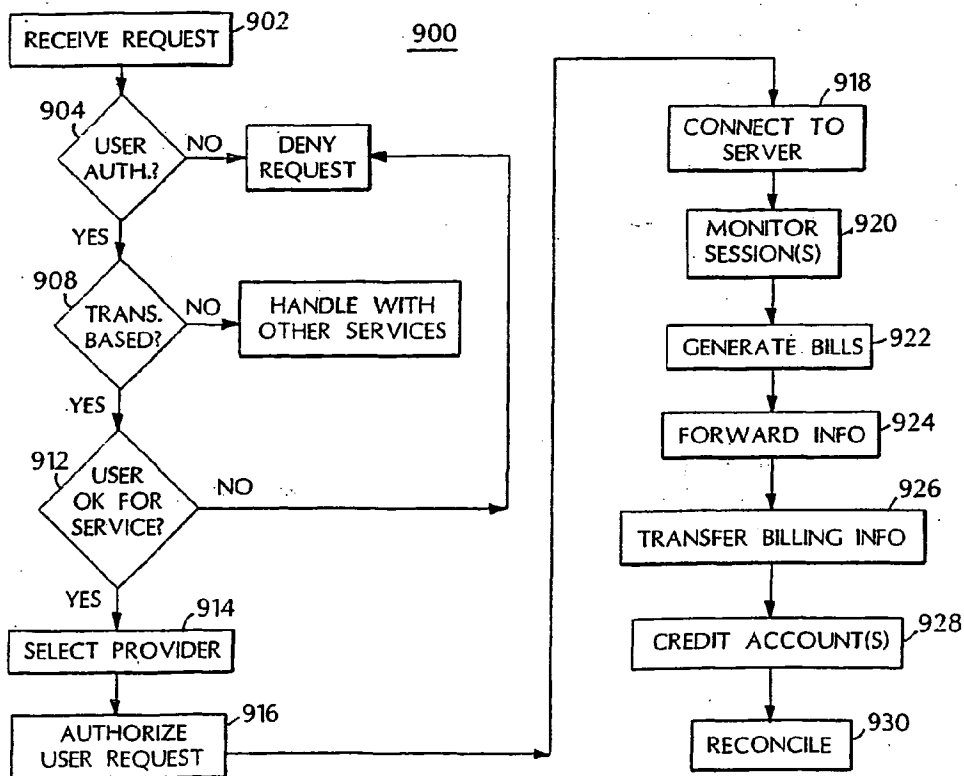 900
RECEIVE REQUEST
902
904
USER
AUTH.?
NO
DENY
REQUEST
YES
908
TRANS.
BASED?
NO
HANDLE WITH
OTHER SERVICES
YES
912
USER
OK FOR
SERVICE?
NO
YES
914
SELECT PROVIDER
916
AUTHORIZE
USER REQUEST
918
CONNECT TO
SERVER
920
MONITOR
SESSION(S)
GENERATE BILLS
922
FORWARD INFO
924
926
TRANSFER BILLING INFO
CREDIT ACCOUNT(S)
928
RECONCILE
930